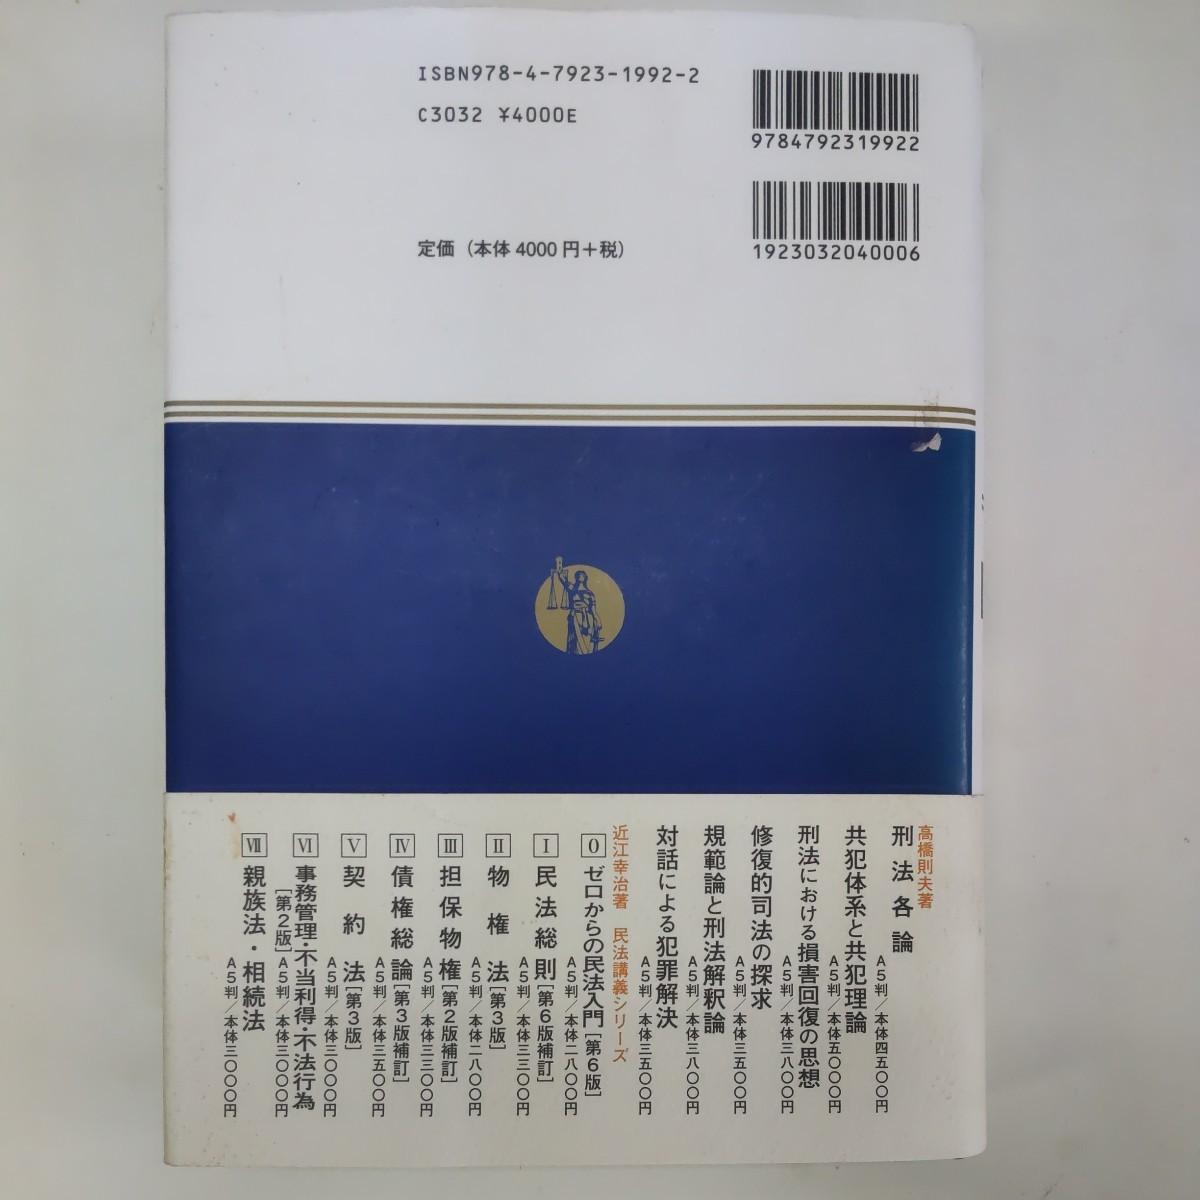 ISBN978-4-7923-1992-2
C3032 ¥4000E
9784792319922
定価（本体4000円＋税）
1923032040006
高橋則夫著
刑法各論 A5判／本体四五〇〇円
共犯体系と共犯理論 A5判／本体五〇〇〇円
刑法における損害回復の思想 A5判／本体三八〇〇円
修復的司法の探求 A5判／本体三五〇〇円
規範論と刑法解釈論 A5判／本体三八〇〇円
対話による犯罪解決 A5判／本体三五〇〇円
近江幸治著 民法講義シリーズ
0 ゼロからの民法入門［第6版］ A5判／本体二八〇〇円
Ⅰ 民法総則［第6版補訂］ A5判／本体三三〇〇円
Ⅱ 物権法［第3版］ A5判／本体二八〇〇円
Ⅲ 担保物権［第2版補訂］ A5判／本体三三〇〇円
Ⅳ 債権総論［第3版補訂］ A5判／本体三五〇〇円
Ⅴ 契約法［第3版］ A5判／本体三〇〇〇円
Ⅵ 事務管理・不当利得・不法行為
［第2版］ A5判／本体三〇〇〇円
Ⅶ 親族法・相続法 A5判／本体三〇〇〇円